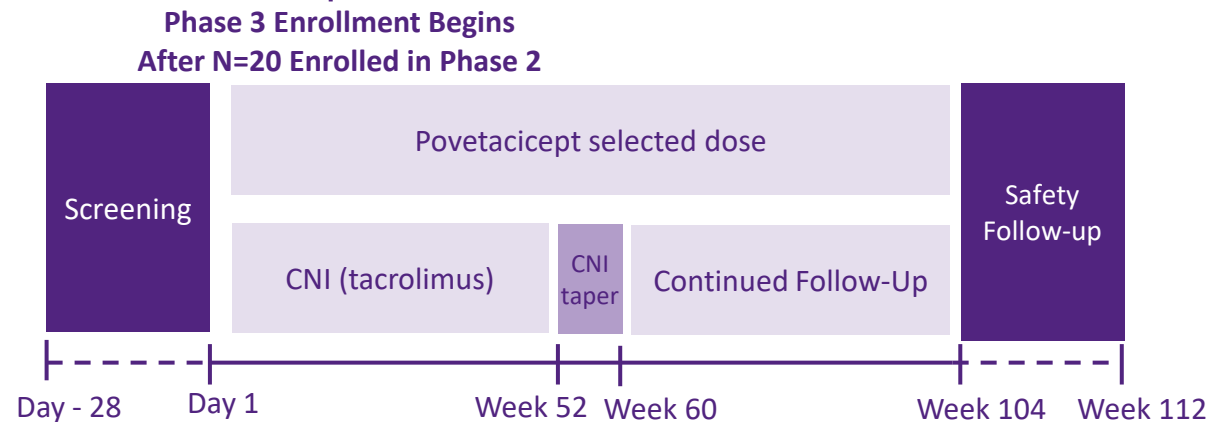 Phase 3 Enrollment Begins
After N=20 Enrolled in Phase 2
Povetacicept selected dose
Screening
Safety
Follow-up
CNI (tacrolimus)
CNI
taper
Continued Follow-Up
Day - 28
Day 1
Week 52
Week 60
Week 104
Week 112